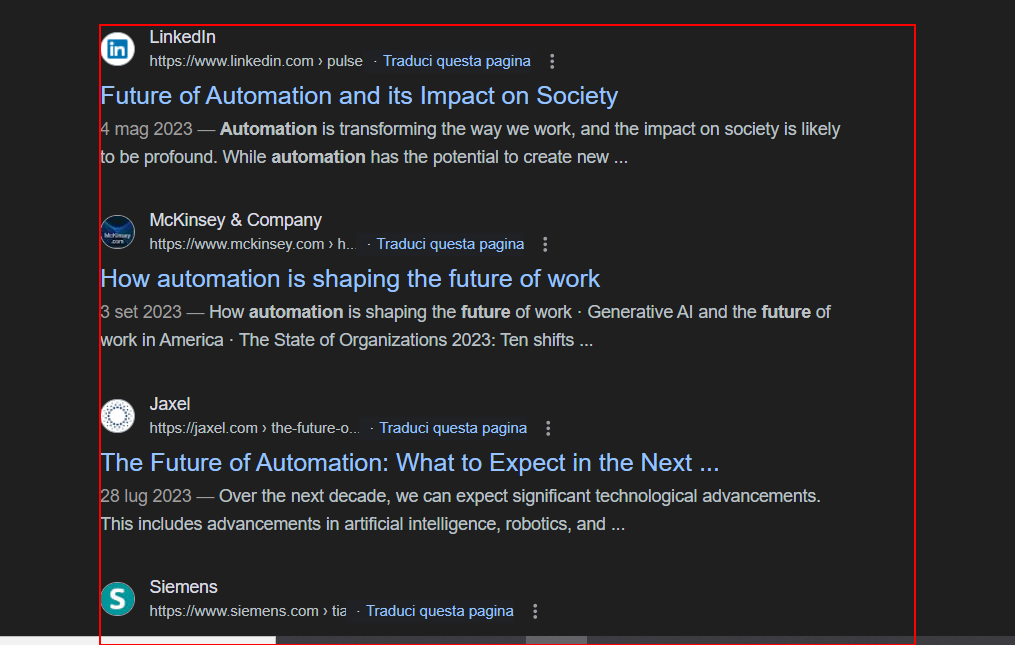 LinkedIn
https://www.linkedin.com › pulse · Traduci questa pagina
Future of Automation and its Impact on Society
4 mag 2023 — Automation is transforming the way we work, and the impact on society is likely
to be profound. While automation has the potential to create new ...
McKinsey & Company
https://www.mckinsey.com › h... · Traduci questa pagina
How automation is shaping the future of work
3 set 2023 — How automation is shaping the future of work · Generative AI and the future of
work in America · The State of Organizations 2023: Ten shifts ...
Jaxel
https://jaxel.com › the-future-o... · Traduci questa pagina
The Future of Automation: What to Expect in the Next ...
28 lug 2023 — Over the next decade, we can expect significant technological advancements.
This includes advancements in artificial intelligence, robotics, and ...
Siemens
https://www.siemens.com › tia · Traduci questa pagina